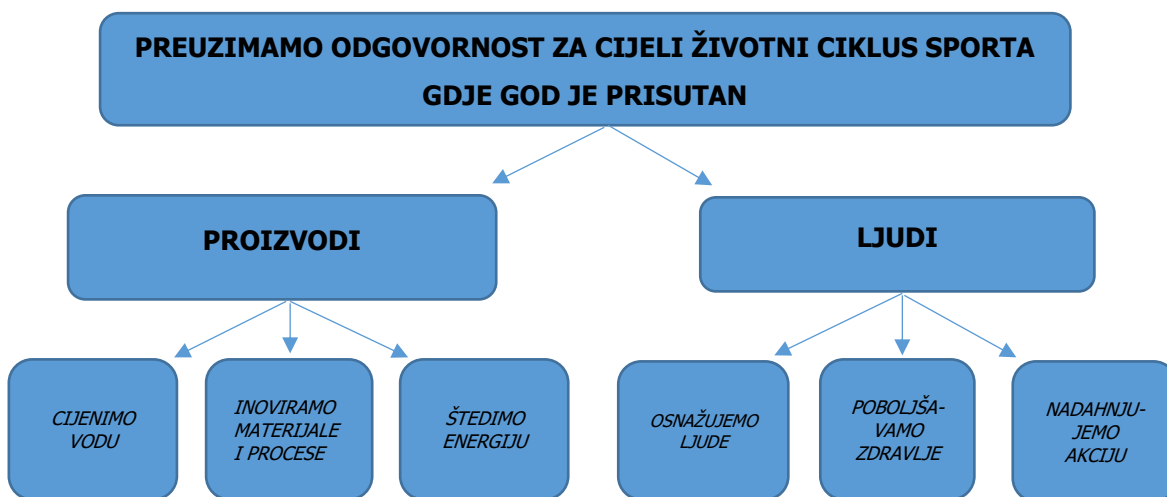 PREUZIMAMO ODGOVORNOST ZA CIJELI ŽIVOTNI CIKLUS SPORTA
GDJE GOD JE PRISUTAN
PROIZVODI
LJUDI
CIJENIMO
VODU
INOVIRAMO
MATERIJALE
I PROCESE
ŠTEDIMO
ENERGIJU
OSNAŽUJEMO
LJUDE
POBOLJŠA-
VAMO
ZDRAVLJE
NADAHNJU-
JEMO
AKCIJU